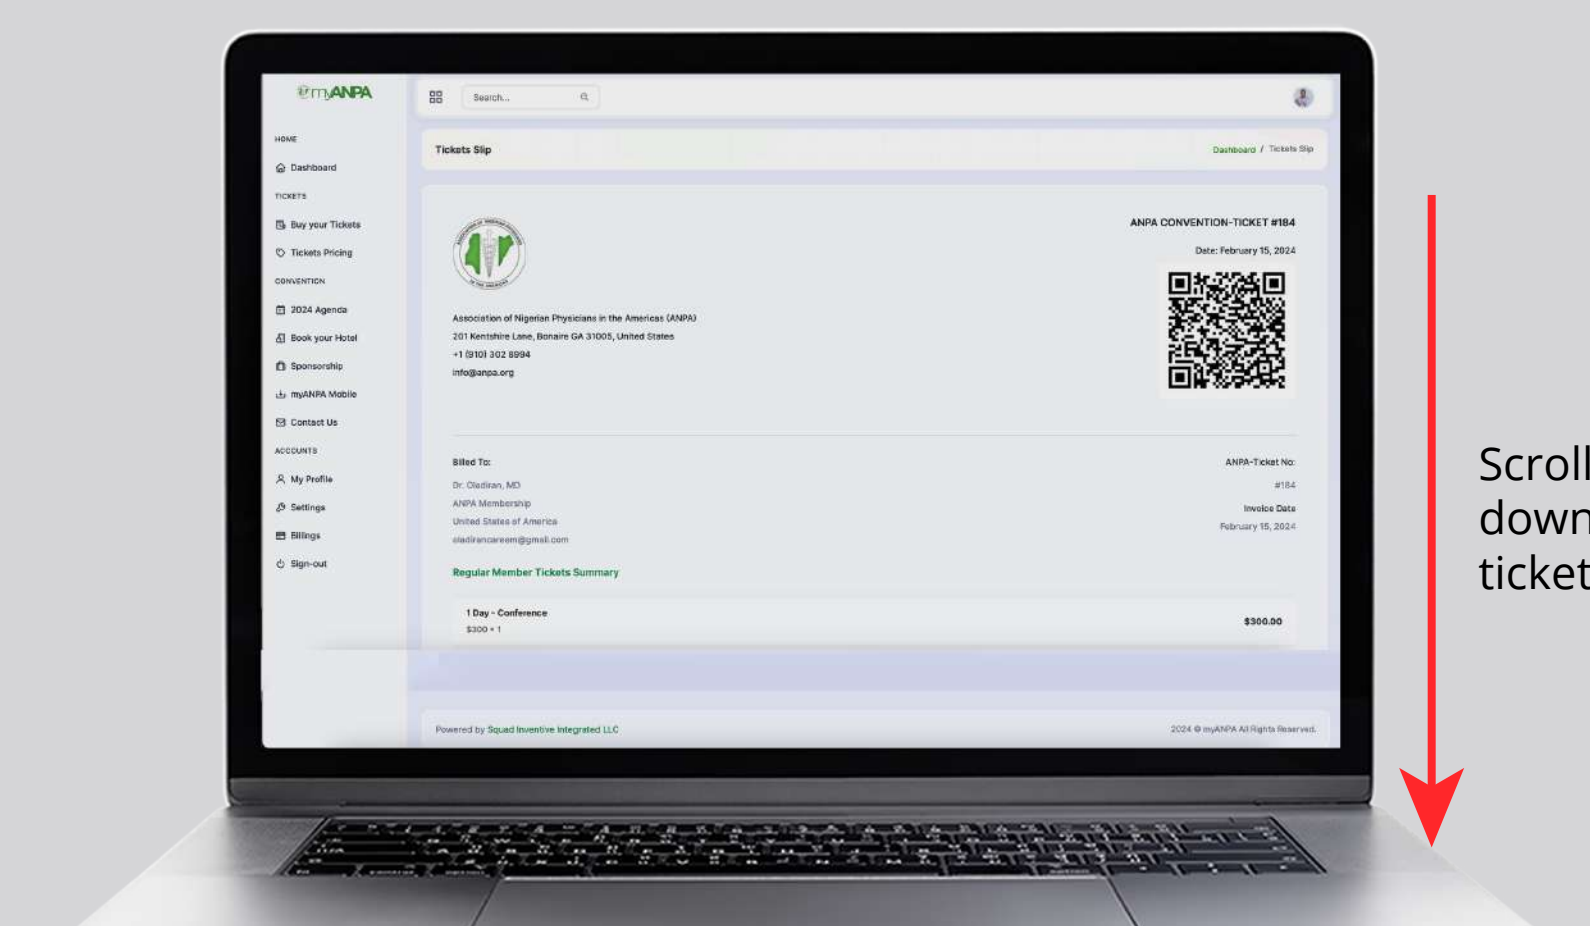 myANPA
Search...
HOME
Dashboard
TICKETS
Buy your Tickets
Tickets Pricing
CONVENTION
2024 Agenda
Book your Hotel
Sponsorship
myANPA Mobile
Contact Us
ACCOUNTS
My Profile
Settings
Billings
Sign-out
Tickets Slip
Dashboard / Tickets Slip
ANPA CONVENTION-TICKET #184
Date: February 15, 2024
Association of Nigerian Physicians in the Americas (ANPA)
201 Kentshire Lane, Bonaire GA 31005, United States
+1 (910) 302 8994
info@anpa.org
Billed To:
Dr. Oladiran, MD
ANPA Membership
United States of America
oladirancareem@gmail.com
ANPA-Ticket No:
#184
Invoice Date
February 15, 2024
Regular Member Tickets Summary
1 Day - Conference
$300 × 1
$300.00
Powered by Squad Inventive Integrated LLC
2024 © myANPA All Rights Reserved.
Scroll
down
ticket